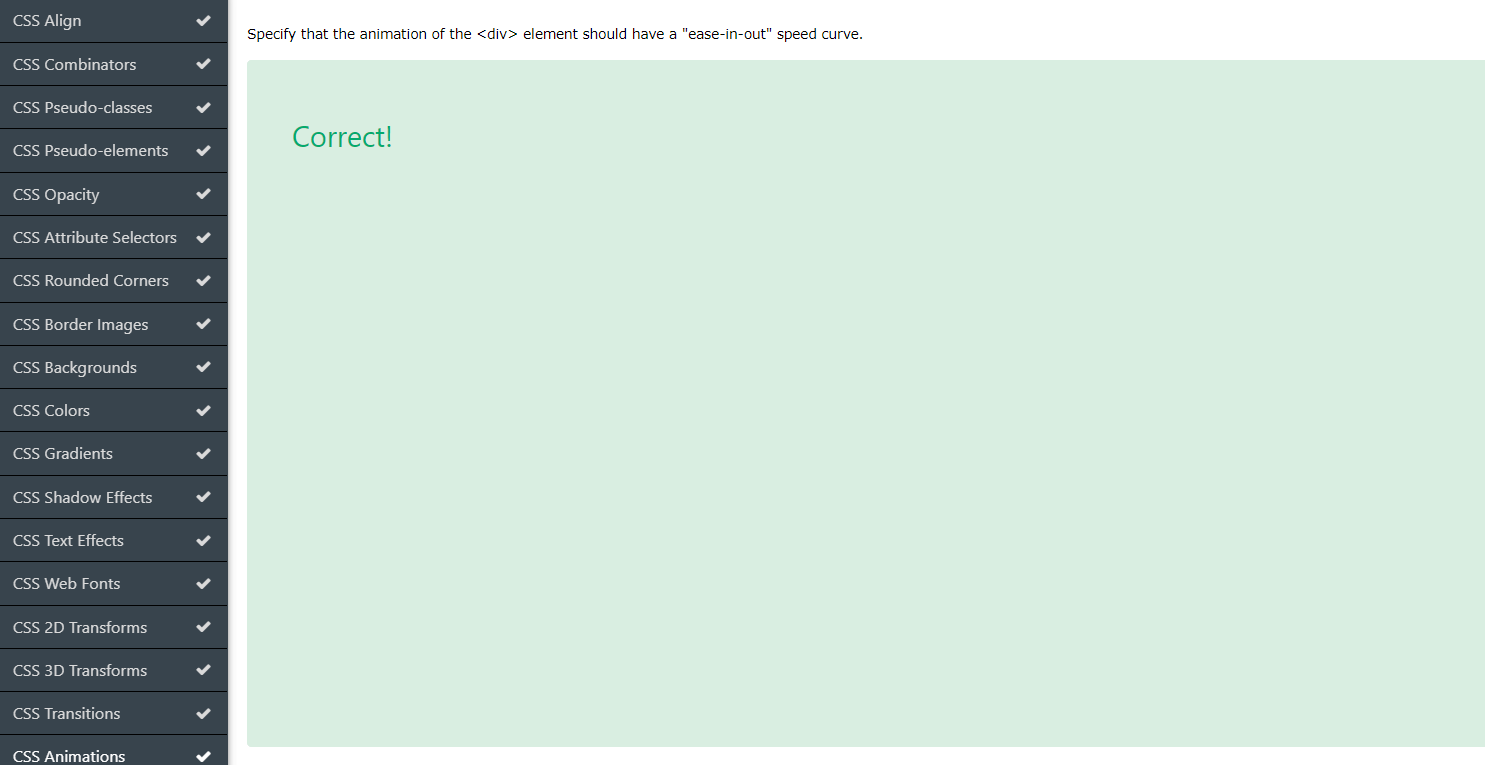 CSS Align
CSS Combinators
CSS Pseudo-classes
CSS Pseudo-elements
CSS Opacity
CSS Attribute Selectors
CSS Rounded Corners
CSS Border Images
CSS Backgrounds
CSS Colors
CSS Gradients
CSS Shadow Effects
CSS Text Effects
CSS Web Fonts
CSS 2D Transforms
CSS 3D Transforms
CSS Transitions
CSS Animations
Specify that the animation of the <div> element should have a "ease-in-out" speed curve.
Correct!